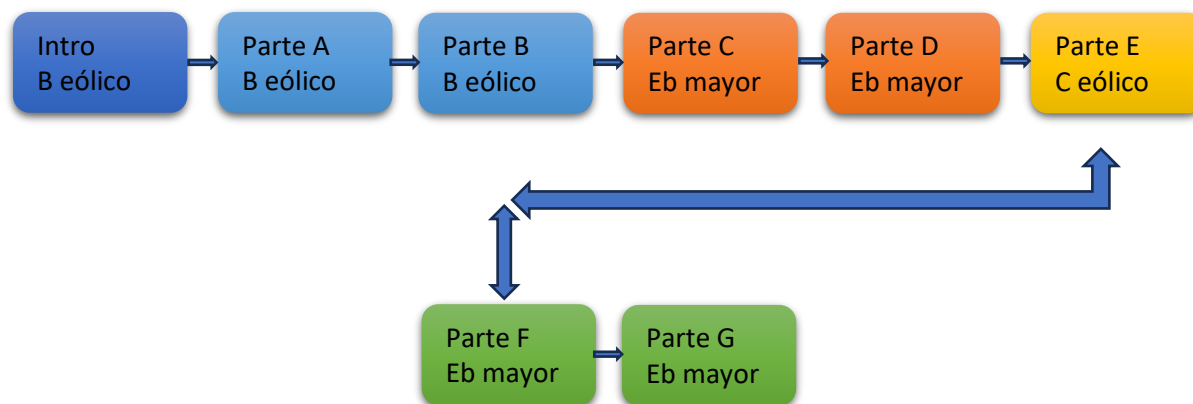 Intro
B eólico
Parte A
B eólico
Parte B
B eólico
Parte C
Eb mayor
Parte D
Eb mayor
Parte E
C eólico
Parte F
Eb mayor
Parte G
Eb mayor